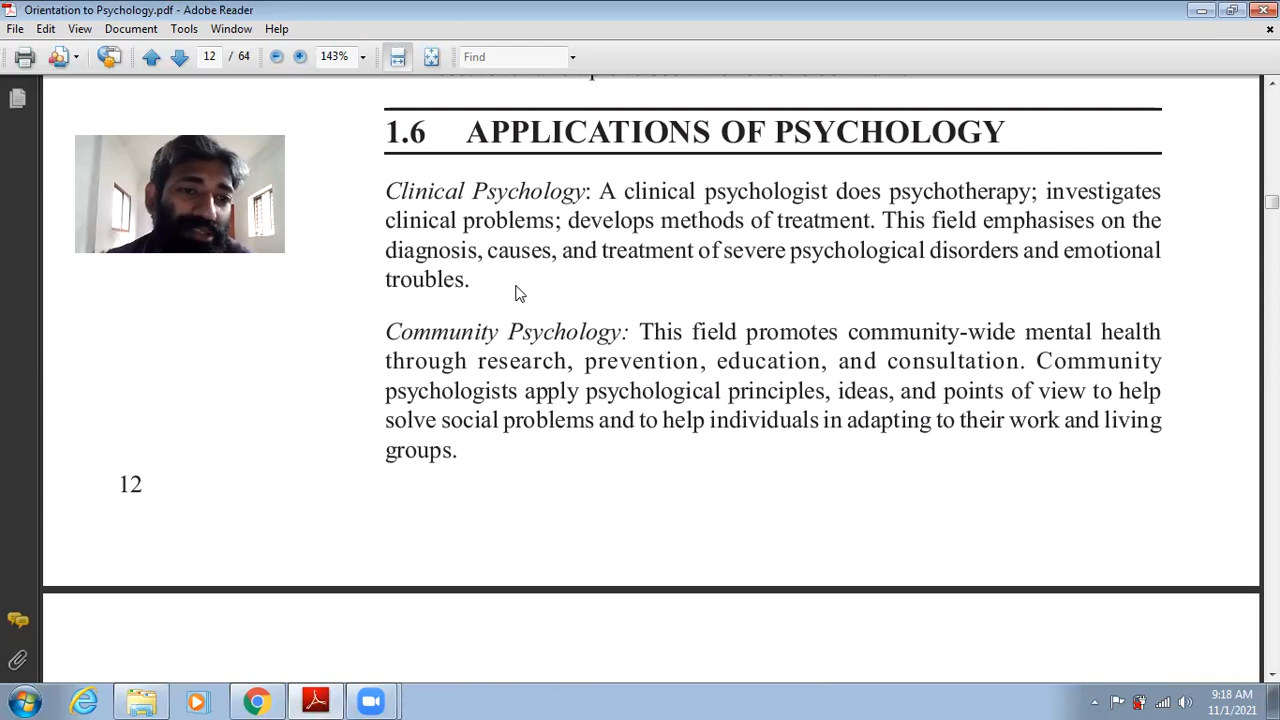 Orientation to Psychology.pdf - Adobe Reader
File Edit View Document Tools Window Help
12 / 64 143% Find
1.6 APPLICATIONS OF PSYCHOLOGY
Clinical Psychology: A clinical psychologist does psychotherapy; investigates
clinical problems; develops methods of treatment. This field emphasises on the
diagnosis, causes, and treatment of severe psychological disorders and emotional
troubles.
Community Psychology: This field promotes community-wide mental health
through research, prevention, education, and consultation. Community
psychologists apply psychological principles, ideas, and points of view to help
solve social problems and to help individuals in adapting to their work and living
groups.
12
9:18 AM
11/1/2021